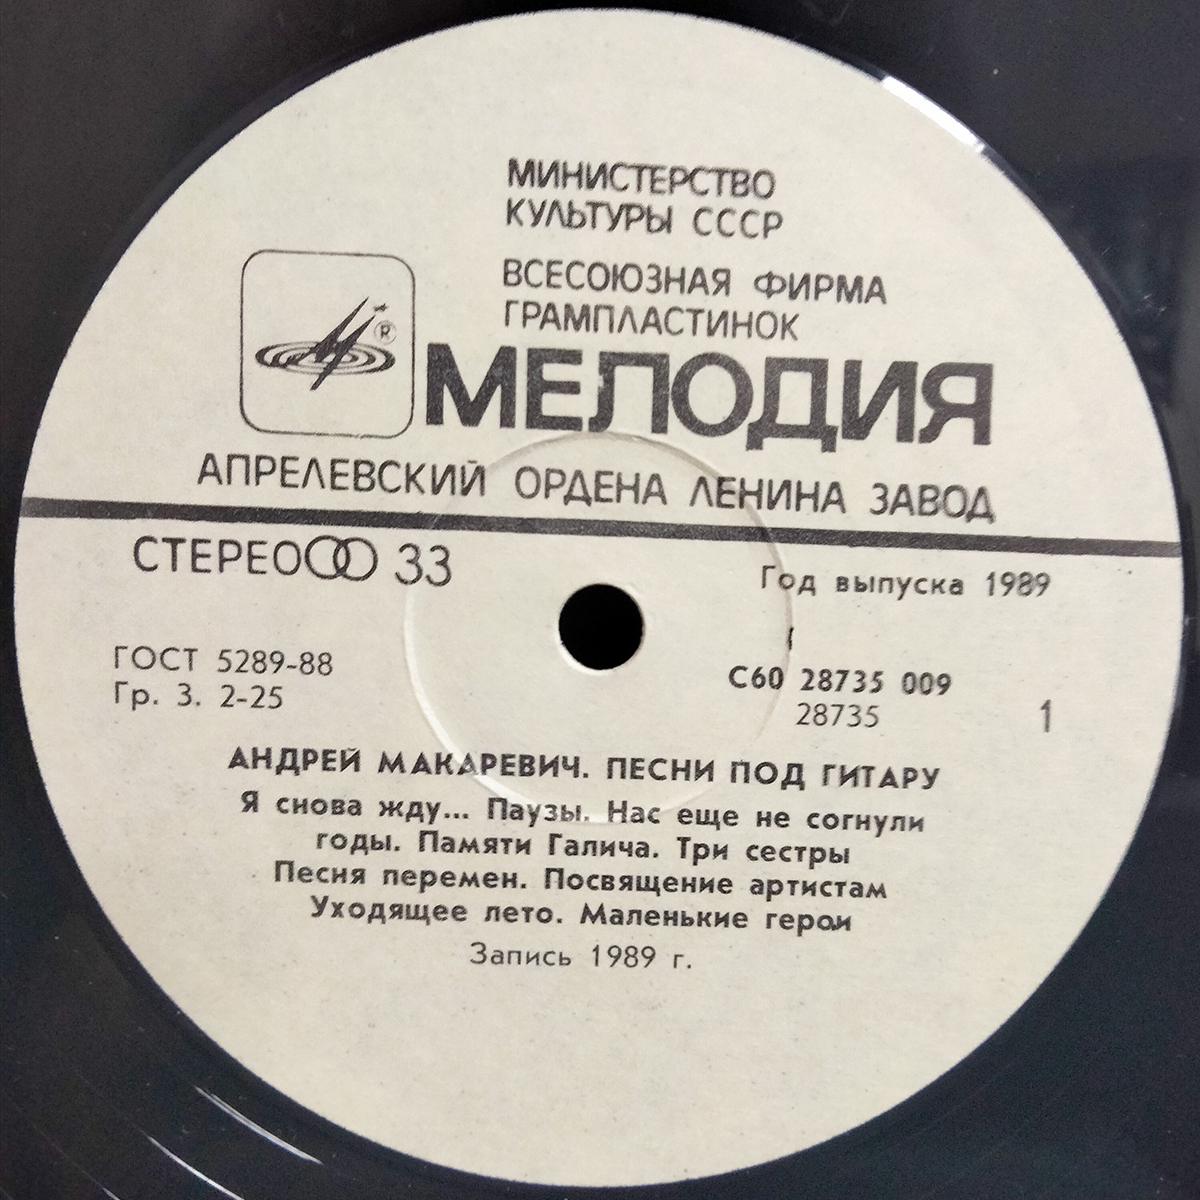 МИНИСТЕРСТВО
КУЛЬТУРЫ СССР
ВСЕСОЮЗНАЯ ФИРМА
ГРАМПЛАСТИНОК
®
МЕЛОДИЯ
АПРЕЛЕВСКИЙ ОРДЕНА ЛЕНИНА ЗАВОД
СТЕРЕО 33
Год выпуска 1989
ГОСТ 5289-88
Гр. 3. 2-25
С60 28735 009
28735
1
АНДРЕЙ МАКАРЕВИЧ. ПЕСНИ ПОД ГИТАРУ
Я снова жду... Паузы. Нас еще не согнули
годы. Памяти Галича. Три сестры
Песня перемен. Посвящение артистам
Уходящее лето. Маленькие герои
Запись 1989 г.